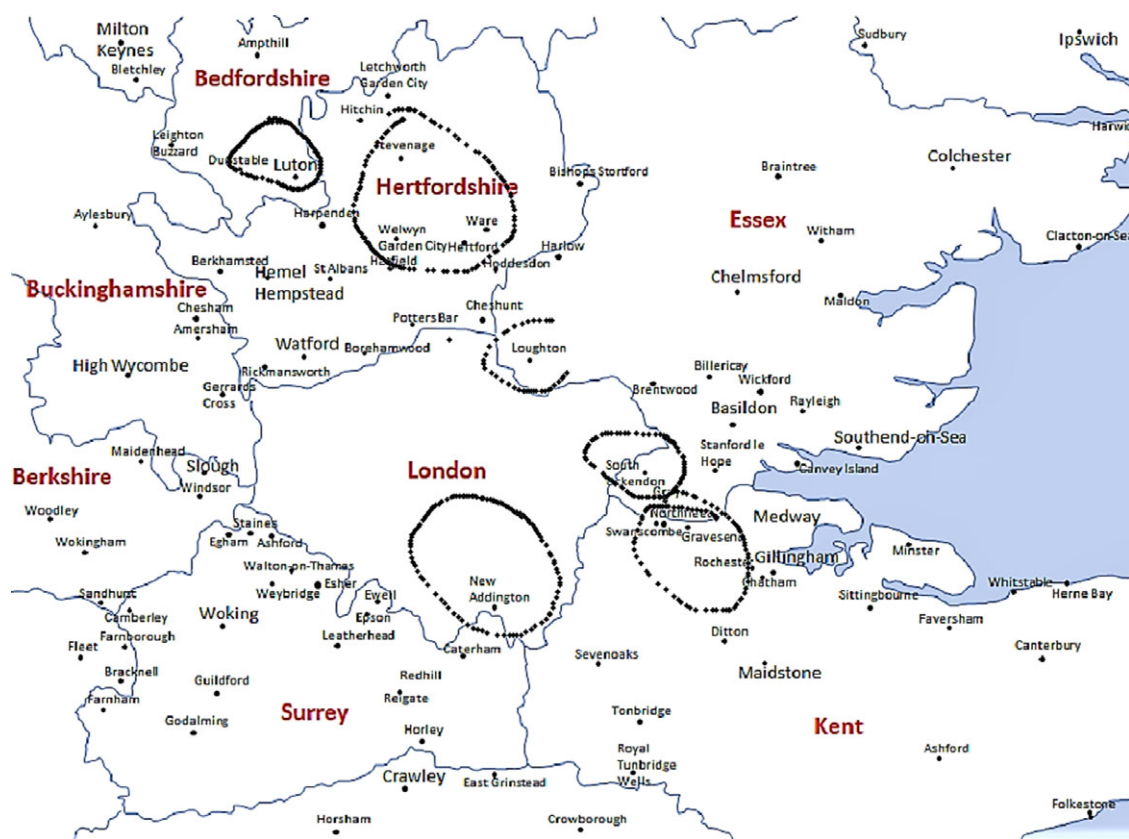 Milton
Keynes
Bletchley
Ampthill
Bedfordshire
Letchworth
Garden City
Hitchin
Sudbury
Ipswich
Harwich
Leighton
Buzzard
Dunstable
Luton
Stevenage
Hertfordshire
Bishops Stortford
Braintree
Colchester
Aylesbury
Harpenden
Welwyn
Garden City
Ware
Hertford
Hatfield
Hoddesdon
Harlow
Essex
Witham
Clacton-on-Sea
Berkhamsted
Hemel
Hempstead
St Albans
Chelmsford
Maldon
Buckinghamshire
Chesham
Amersham
Cheshunt
Potters Bar
Watford
Borehamwood
Loughton
High Wycombe
Rickmansworth
Gerrards
Cross
Brentwood
Billericay
Wickford
Basildon
Rayleigh
Maidenhead
Slough
Windsor
London
South
Ockendon
Stanford le
Hope
Southend-on-Sea
Canvey Island
Berkshire
Woodley
Wokingham
Staines
Egham
Ashford
Northfleet
Swanscombe
Gravesend
Medway
Rochester
Gillingham
Chatham
Minster
Walton-on-Thames
Weybridge
Esher
Ewell
Epson
New
Addington
Sittingbourne
Whitstable
Herne Bay
Sandhurst
Camberley
Farnborough
Fleet
Woking
Leatherhead
Caterham
Ditton
Faversham
Canterbury
Bracknell
Farnham
Guildford
Redhill
Reigate
Sevenoaks
Maidstone
Godalming
Surrey
Horley
Tonbridge
Kent
Crawley
East Grinstead
Royal
Tunbridge
Wells
Ashford
Horsham
Crowborough
Folkestone